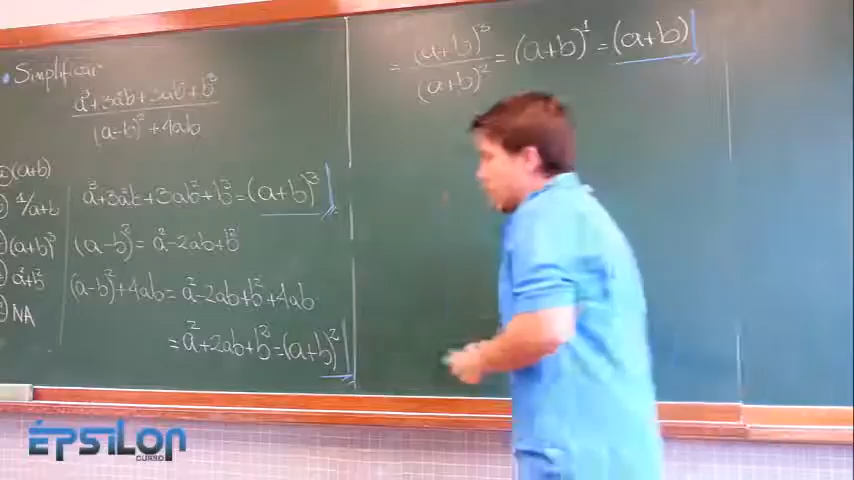 • Simplificar
a³+3a²b+3ab²+b³
(a-b)²+4ab
(a+b)
1/a+b
(a+b)³
a²+b²
NA
a³+3a²b+3ab²+b³=(a+b)³
(a-b)²=a²-2ab+b²
(a-b)²+4ab=a²-2ab+b²+4ab
=a²+2ab+b²=(a+b)²
=(a+b)³/(a+b)²=(a+b)¹=(a+b)
ÉPSILON
CURSO